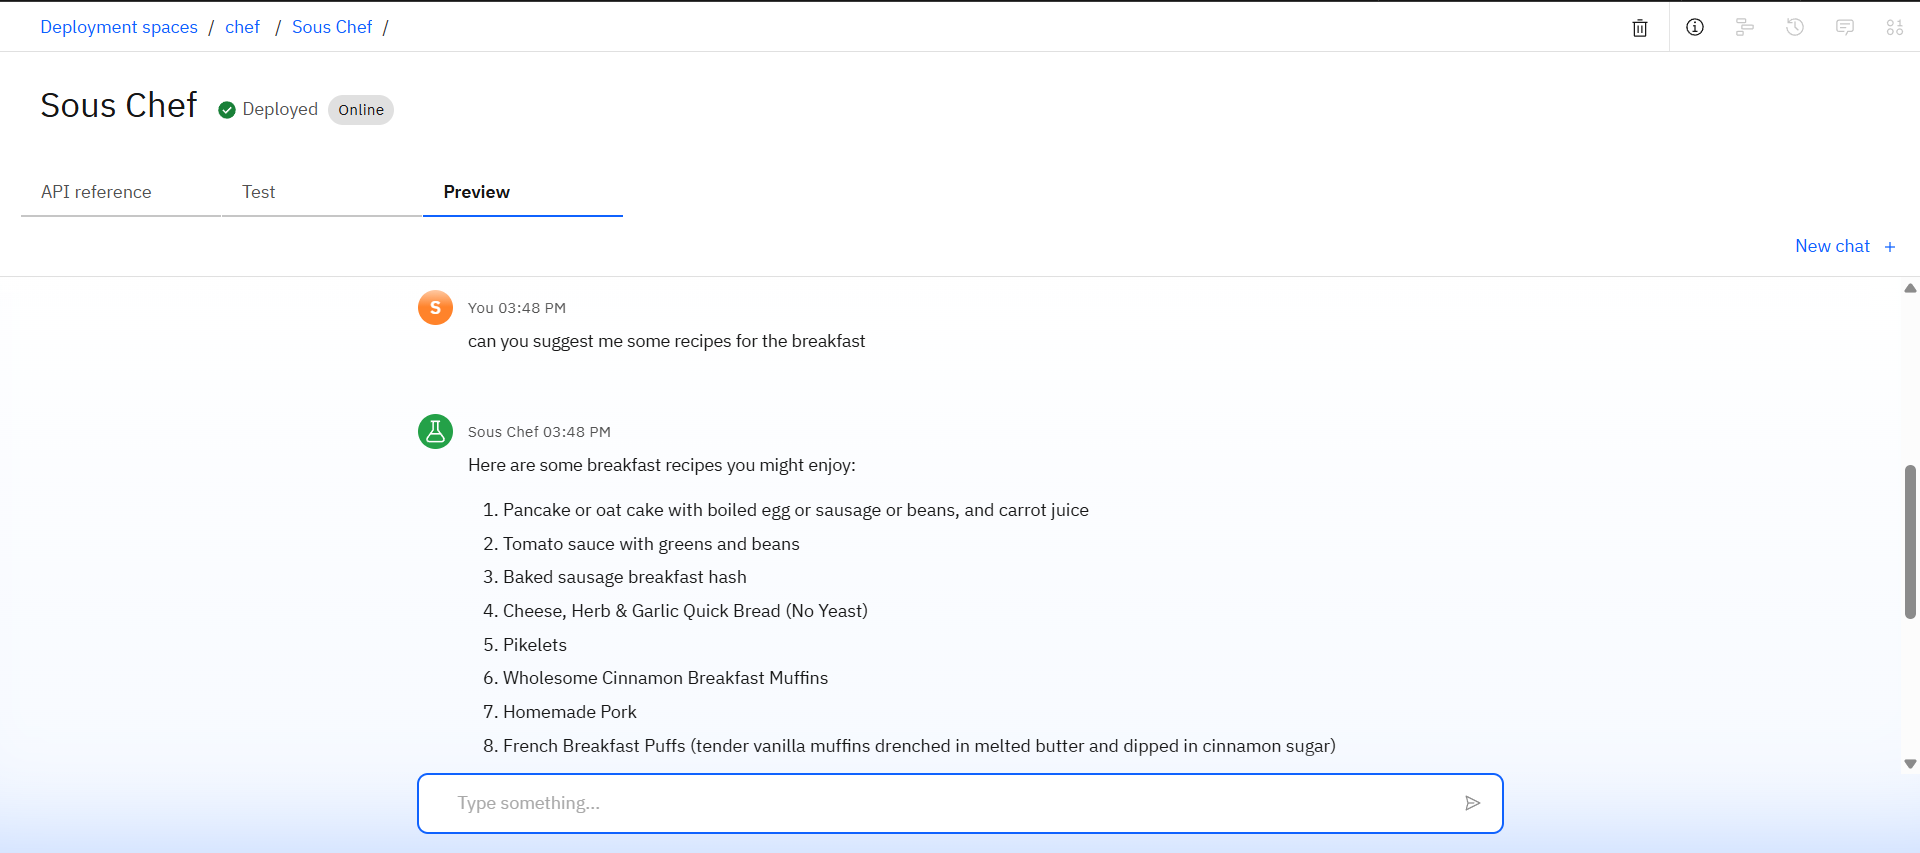 Deployment spaces / chef / Sous Chef /
Sous Chef Deployed Online
API reference Test Preview
New chat +
S You 03:48 PM
can you suggest me some recipes for the breakfast
Sous Chef 03:48 PM
Here are some breakfast recipes you might enjoy:
1. Pancake or oat cake with boiled egg or sausage or beans, and carrot juice
2. Tomato sauce with greens and beans
3. Baked sausage breakfast hash
4. Cheese, Herb & Garlic Quick Bread (No Yeast)
5. Pikelets
6. Wholesome Cinnamon Breakfast Muffins
7. Homemade Pork
8. French Breakfast Puffs (tender vanilla muffins drenched in melted butter and dipped in cinnamon sugar)
Type something...